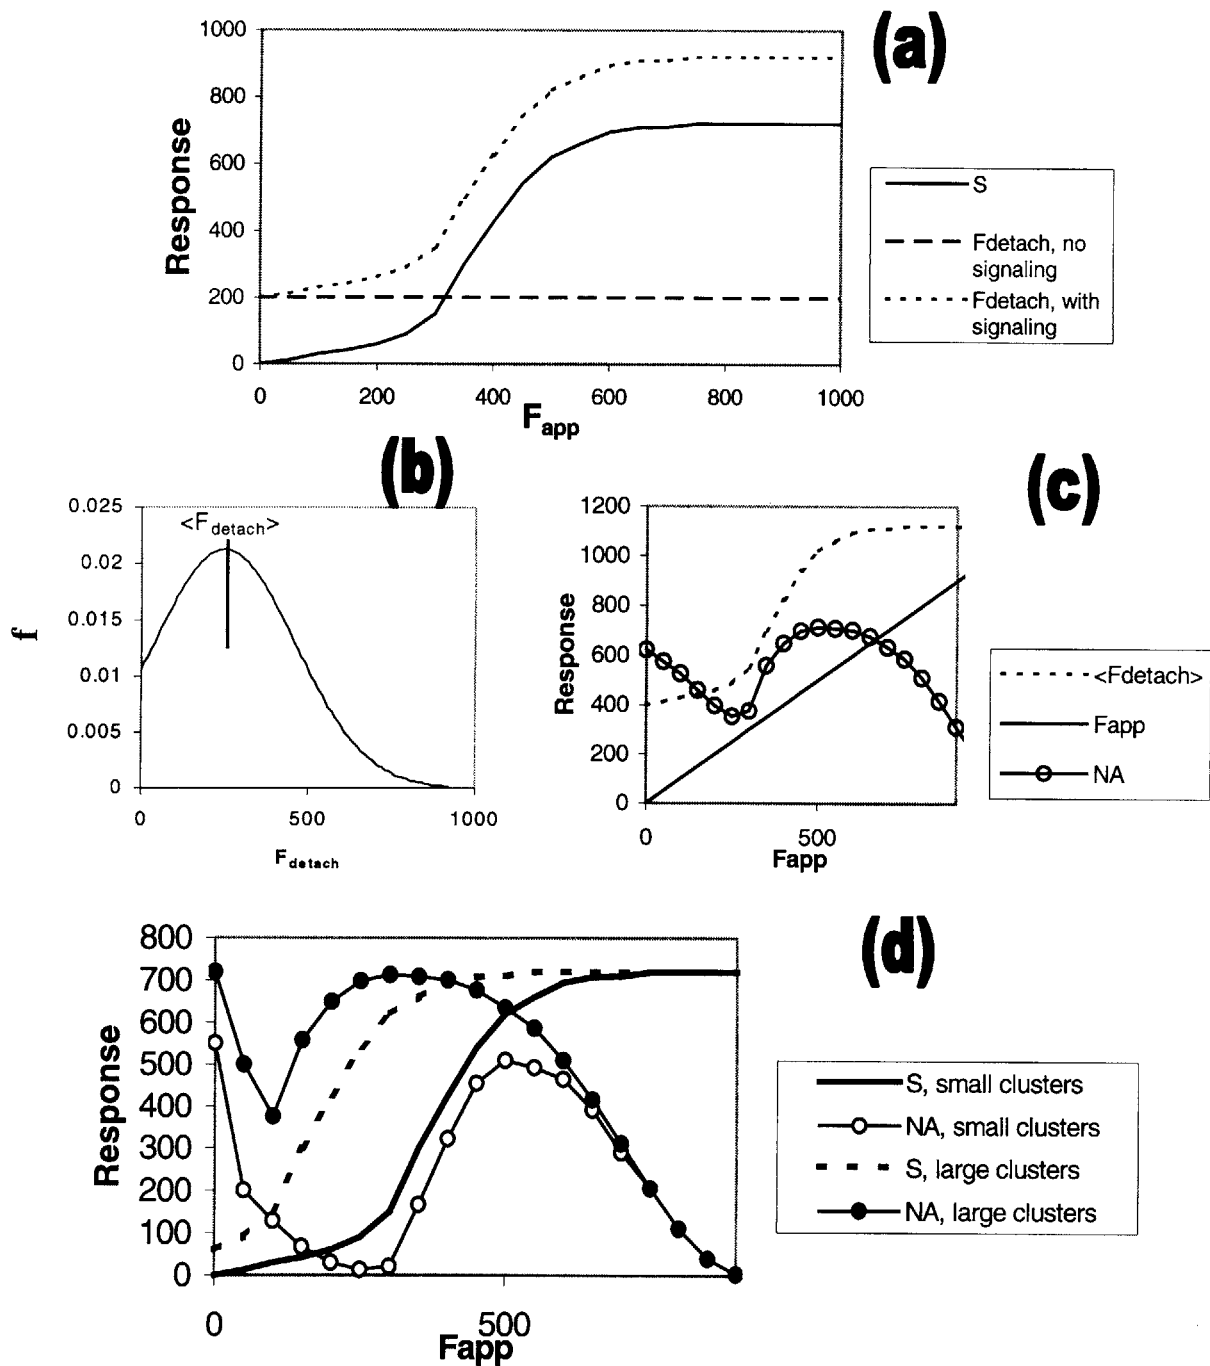 (a)
1000
800
600
400
200
0
Response
0 200 400 600 800 1000
F app
S
Fdetach, no
signaling
Fdetach, with
signaling
(b)
0.025
0.02
0.015
0.01
0.005
0
f
<F detach>
0 500 1000
F detach
(c)
1200
1000
800
600
400
200
0
Response
0 500
Fapp
<Fdetach>
Fapp
NA
(d)
800
700
600
500
400
300
200
100
0
Response
0 500
Fapp
S, small clusters
NA, small clusters
S, large clusters
NA, large clusters